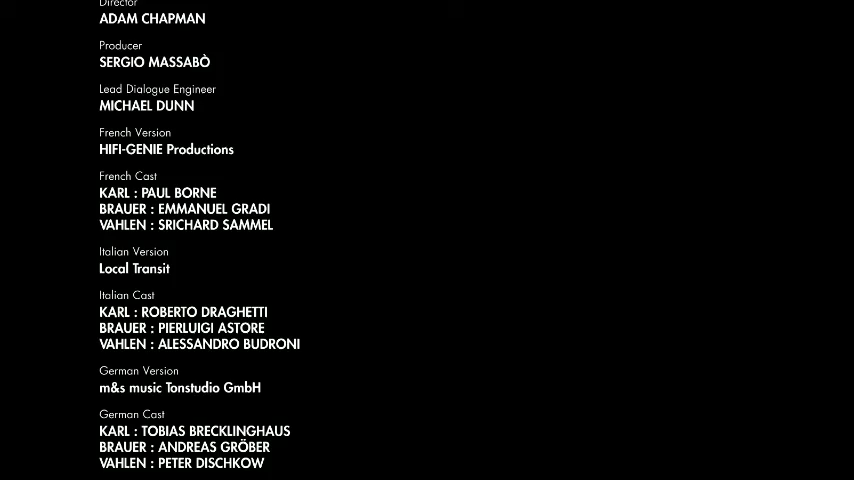 Director
ADAM CHAPMAN
Producer
SERGIO MASSABÒ
Lead Dialogue Engineer
MICHAEL DUNN
French Version
HIFI-GENIE Productions
French Cast
KARL : PAUL BORNE
BRAUER : EMMANUEL GRADI
VAHLEN : SRICHARD SAMMEL
Italian Version
Local Transit
Italian Cast
KARL : ROBERTO DRAGHETTI
BRAUER : PIERLUIGI ASTORE
VAHLEN : ALESSANDRO BUDRONI
German Version
m&s music Tonstudio GmbH
German Cast
KARL : TOBIAS BRECKLINGHAUS
BRAUER : ANDREAS GRÖBER
VAHLEN : PETER DISCHKOW